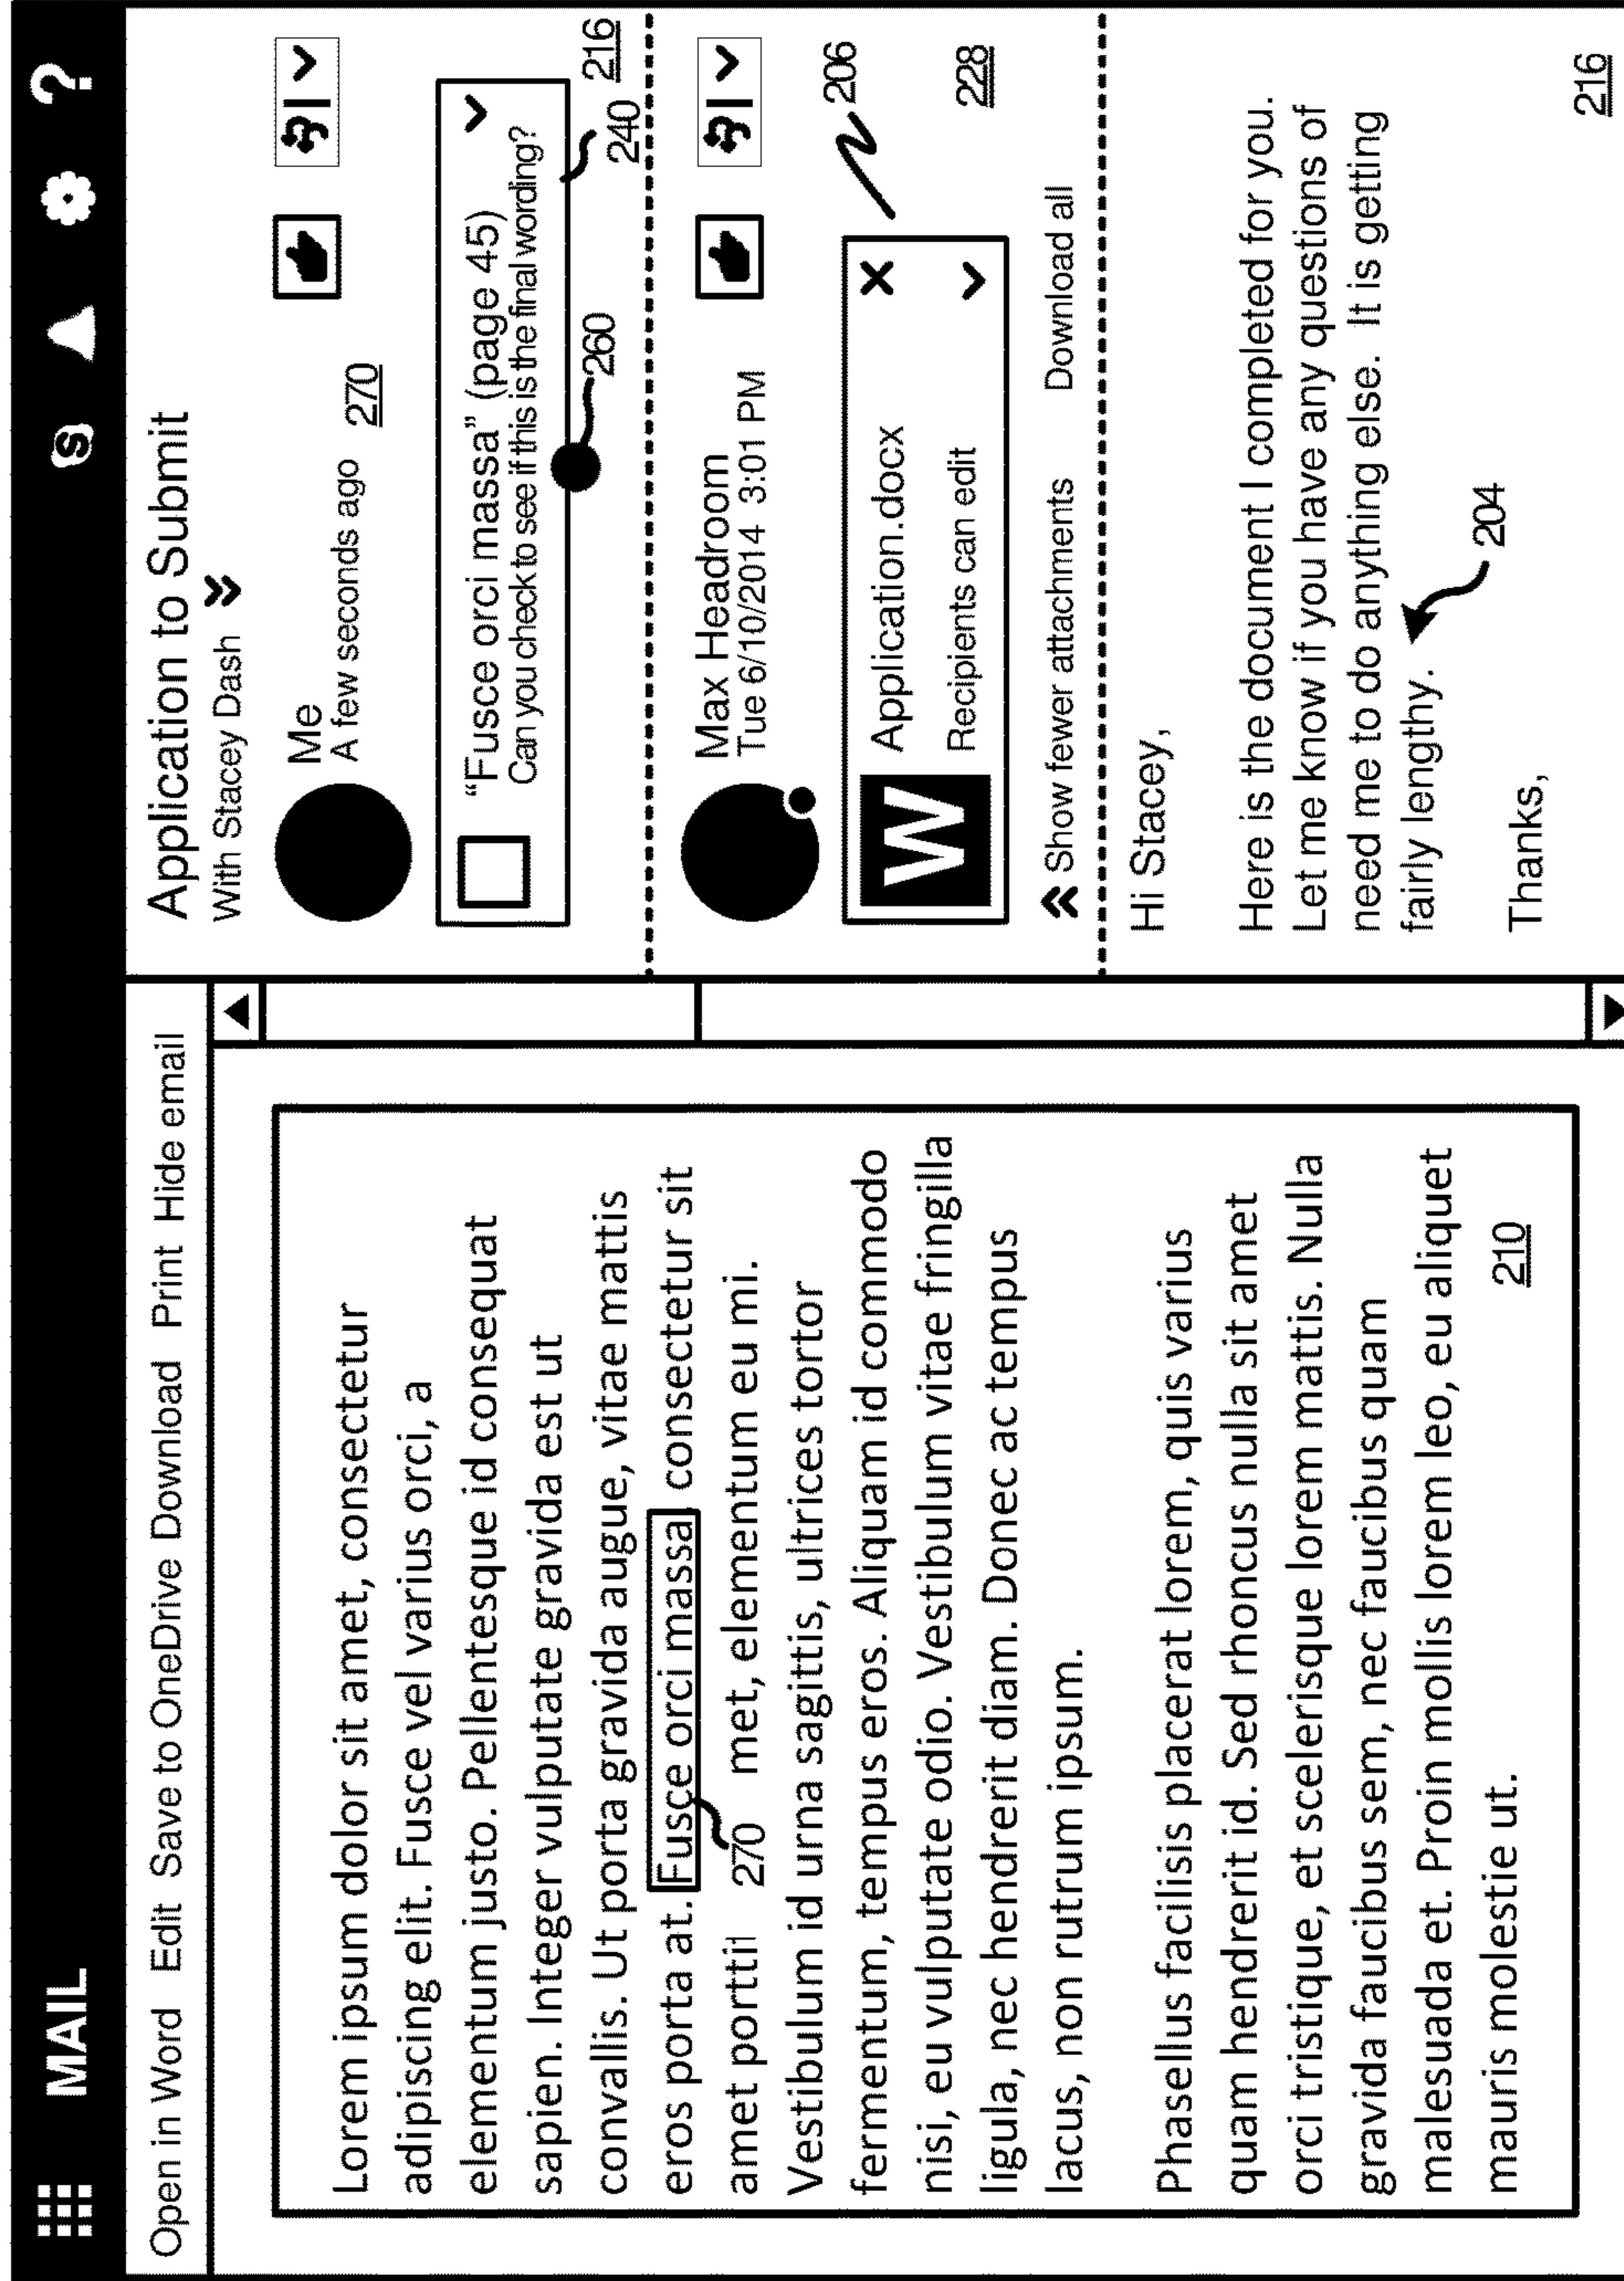 MAIL
S ?
Open in Word Edit Save to OneDrive Download Print Hide email
Lorem ipsum dolor sit amet, consectetur
adipiscing elit. Fusce vel varius orci, a
elementum justo. Pellentesque id consequat
sapien. Integer vulputate gravida est ut
convallis. Ut porta gravida augue, vitae mattis
eros porta at. Fusce orci massa consectetur sit
amet porttil 270 met, elementum eu mi.
Vestibulum id urna sagittis, ultrices tortor
fermentum, tempus eros. Aliquam id commodo
nisi, eu vulputate odio. Vestibulum vitae fringilla
ligula, nec hendrerit diam. Donec ac tempus
lacus, non rutrum ipsum.
Phasellus facilisis placerat lorem, quis varius
quam hendrerit id. Sed rhoncus nulla sit amet
orci tristique, et scelerisque lorem mattis. Nulla
gravida faucibus sem, nec faucibus quam
malesuada et. Proin mollis lorem leo, eu aliquet
mauris molestie ut.
210
Application to Submit
With Stacey Dash
Me
A few seconds ago 270
“Fusce orci massa” (page 45)
Can you check to see if this is the final wording?
260
240
216
Max Headroom
Tue 6/10/2014 3:01 PM
206
W
Application.docx
Recipients can edit
228
Show fewer attachments Download all
Hi Stacey,
Here is the document I completed for you.
Let me know if you have any questions of
need me to do anything else. It is getting
fairly lengthy.
204
Thanks,
216